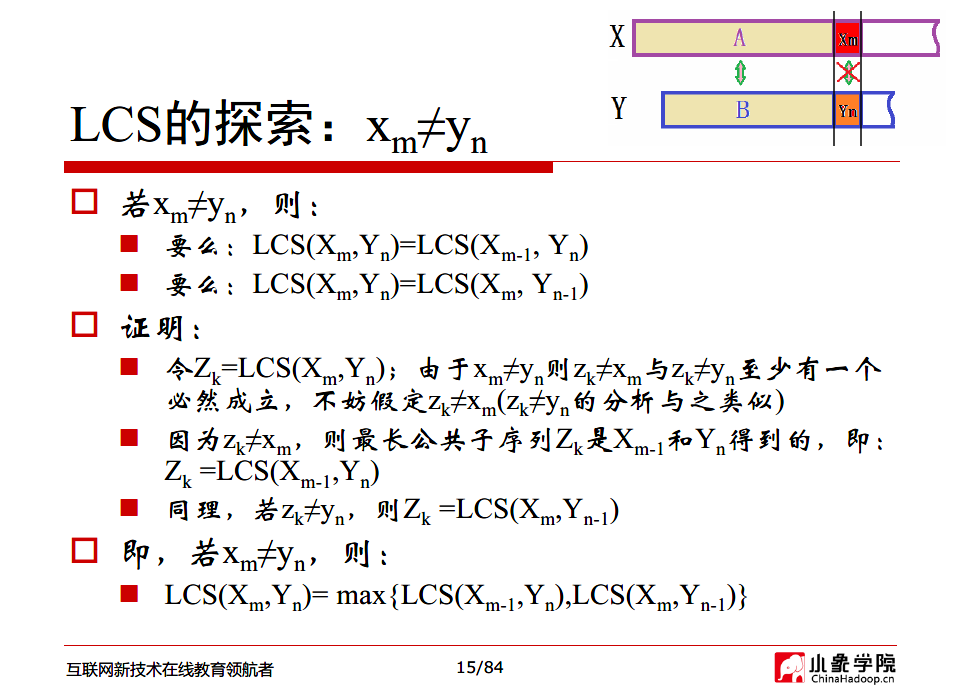 X A Xm
Y B Yn
LCS的探索：xm≠yn
若xm≠yn，则：
要么：LCS(Xm,Yn)=LCS(Xm-1, Yn)
要么：LCS(Xm,Yn)=LCS(Xm, Yn-1)
证明：
令Zk=LCS(Xm,Yn)；由于xm≠yn则zk≠xm与zk≠yn至少有一个
必然成立，不妨假定zk≠xm(zk≠yn的分析与之类似)
因为zk≠xm，则最长公共子序列Zk是Xm-1和Yn得到的，即：
Zk =LCS(Xm-1,Yn)
同理，若zk≠yn，则Zk =LCS(Xm,Yn-1)
即，若xm≠yn，则：
LCS(Xm,Yn)= max{LCS(Xm-1,Yn),LCS(Xm,Yn-1)}
互联网新技术在线教育领航者
15/84
小象学院
ChinaHadoop.cn